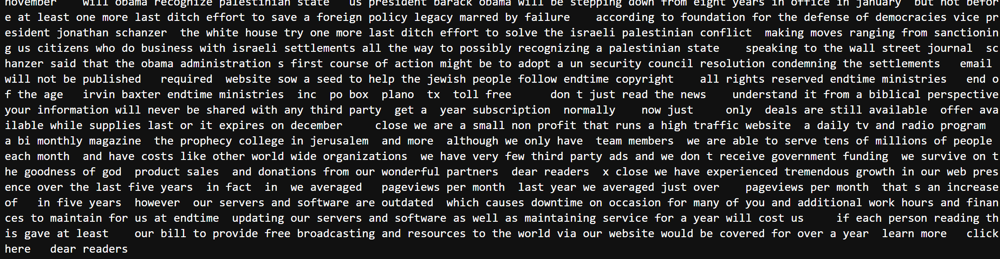 november    will obama recognize palestinian state   us president barack obama will be stepping down from eight years in office in january  but not befor
e at least one more last ditch effort to save a foreign policy legacy marred by failure    according to foundation for the defense of democracies vice pr
esident jonathan schanzer  the white house try one more last ditch effort to solve the israeli palestinian conflict  making moves ranging from sanctionin
g us citizens who do business with israeli settlements all the way to possibly recognizing a palestinian state    speaking to the wall street journal  sc
hanzer said that the obama administration s first course of action might be to adopt a un security council resolution condemning the settlements   email
will not be published   required  website sow a seed to help the jewish people follow endtime copyright    all rights reserved endtime ministries   end o
f the age   irvin baxter endtime ministries  inc  po box  plano  tx  toll free      don t just read the news    understand it from a biblical perspective
your information will never be shared with any third party  get a  year subscription  normally    now just     only  deals are still available  offer ava
ilable while supplies last or it expires on december     close we are a small non profit that runs a high traffic website  a daily tv and radio program
a bi monthly magazine  the prophecy college in jerusalem  and more  although we only have  team members  we are able to serve tens of millions of people
each month  and have costs like other world wide organizations  we have very few third party ads and we don t receive government funding  we survive on t
he goodness of god  product sales  and donations from our wonderful partners  dear readers  x close we have experienced tremendous growth in our web pres
ence over the last five years  in fact  in  we averaged   pageviews per month  last year we averaged just over    pageviews per month  that s an increase
of   in five years  however  our servers and software are outdated  which causes downtime on occasion for many of you and additional work hours and finan
ces to maintain for us at endtime  updating our servers and software as well as maintaining service for a year will cost us     if each person reading th
is gave at least    our bill to provide free broadcasting and resources to the world via our website would be covered for over a year  learn more   click
here   dear readers